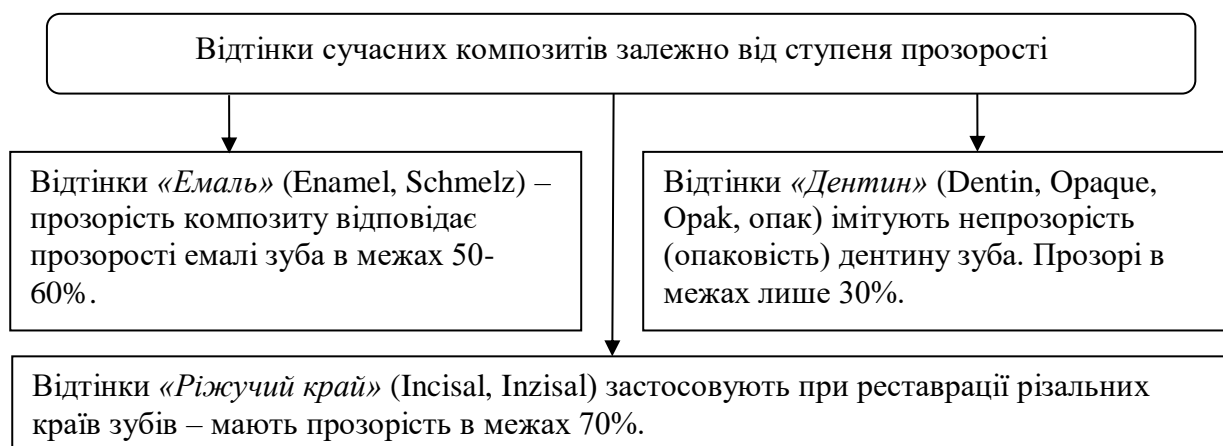 Відтінки сучасних композитів залежно від ступеня прозорості
Відтінки «Емаль» (Enamel, Schmelz) –
прозорість композиту відповідає
прозорості емалі зуба в межах 50-
60%.
Відтінки «Дентин» (Dentin, Opaque,
Opak, опак) імітують непрозорість
(опаковість) дентину зуба. Прозорі в
межах лише 30%.
Відтінки «Ріжучий край» (Incisal, Inzisal) застосовують при реставрації різальних
країв зубів – мають прозорість в межах 70%.